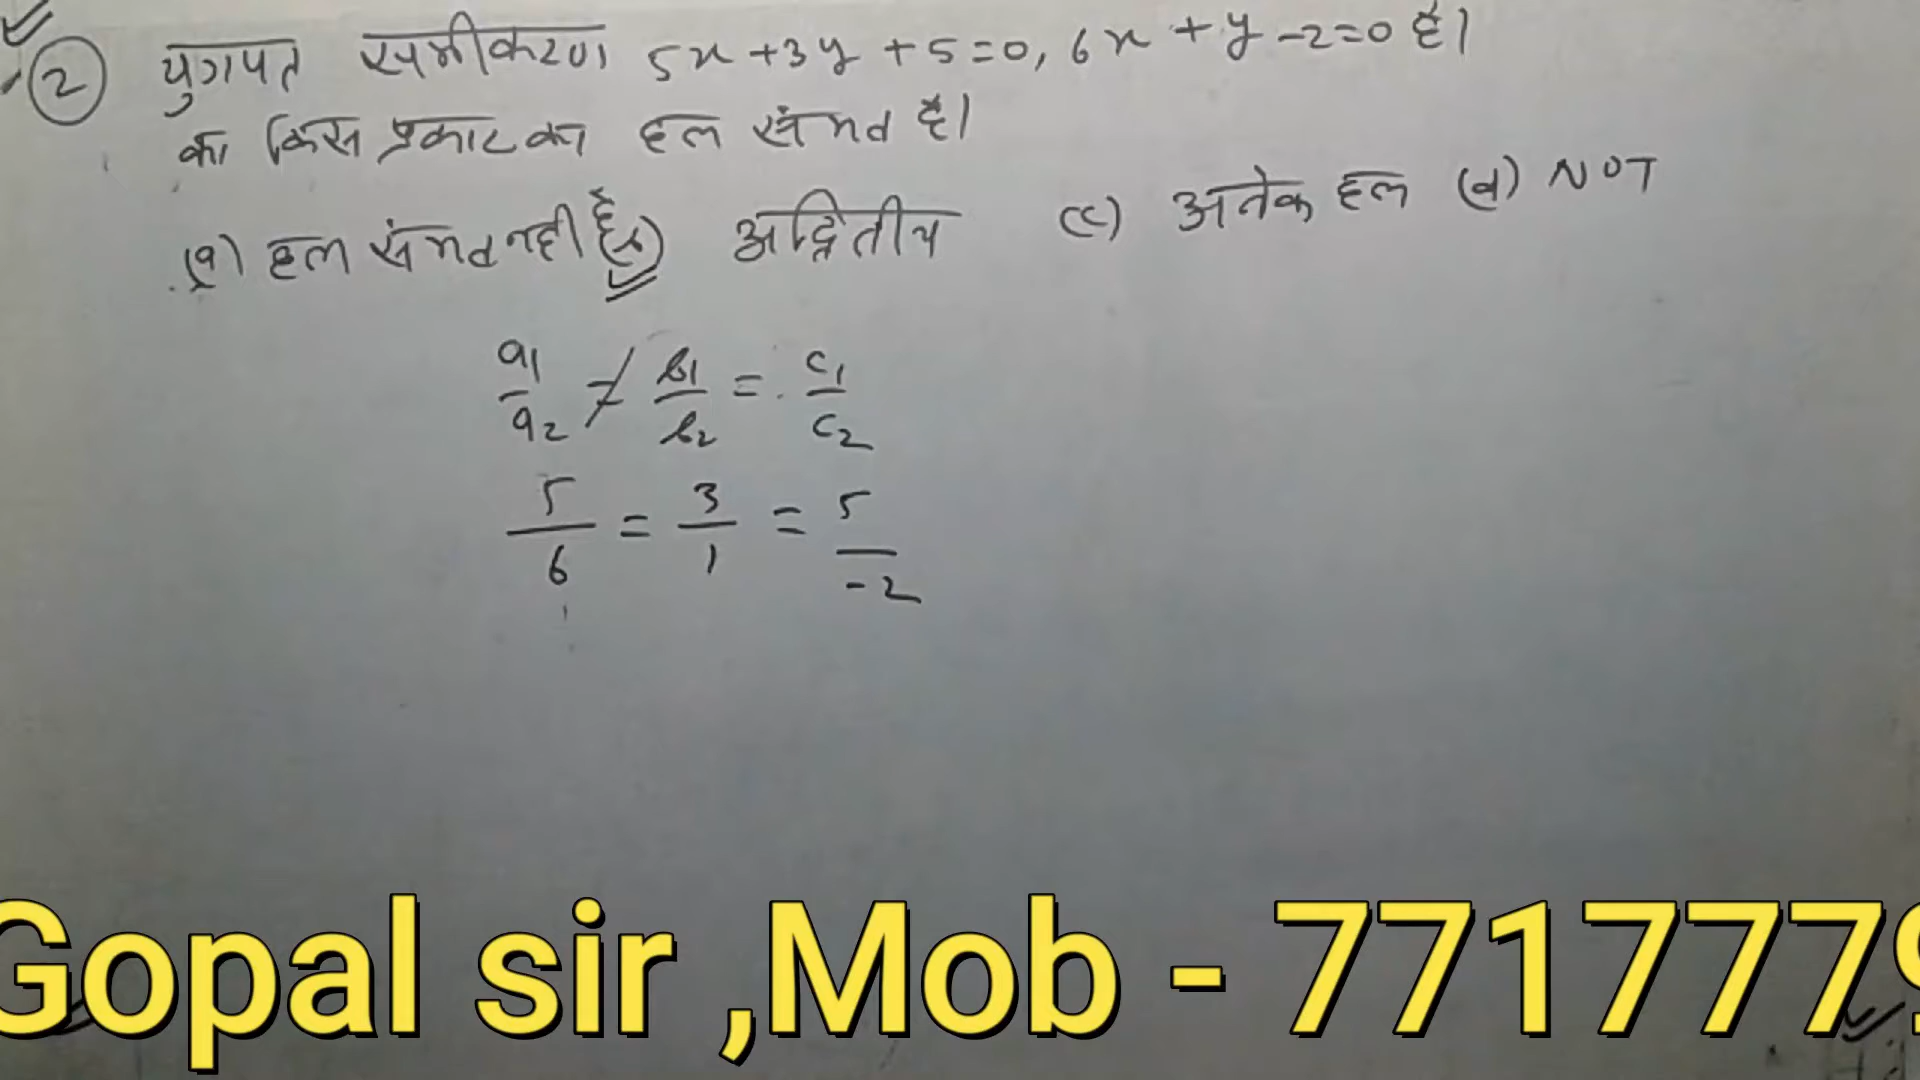 ② युगपत समीकरण 5x+3y+5=0, 6x+y-2=0 है।
का किस प्रकार का हल संभव है।
(a) हल संभव नहीं है (b) अद्वितीय (c) अनेक हल (d) NOT
a1/a2 ≠ b1/b2 = c1/c2
5/6 = 3/1 = 5/-2
Gopal sir ,Mob - 7717779